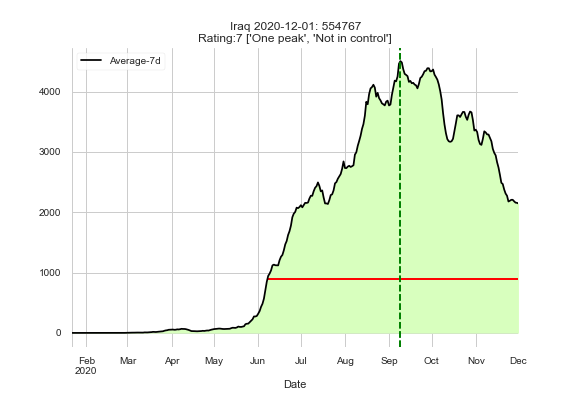 Iraq 2020-12-01: 554767
Rating:7 ['One peak', 'Not in control']
Average-7d
4000
3000
2000
1000
0
Feb Mar Apr May Jun Jul Aug Sep Oct Nov Dec
2020
Date